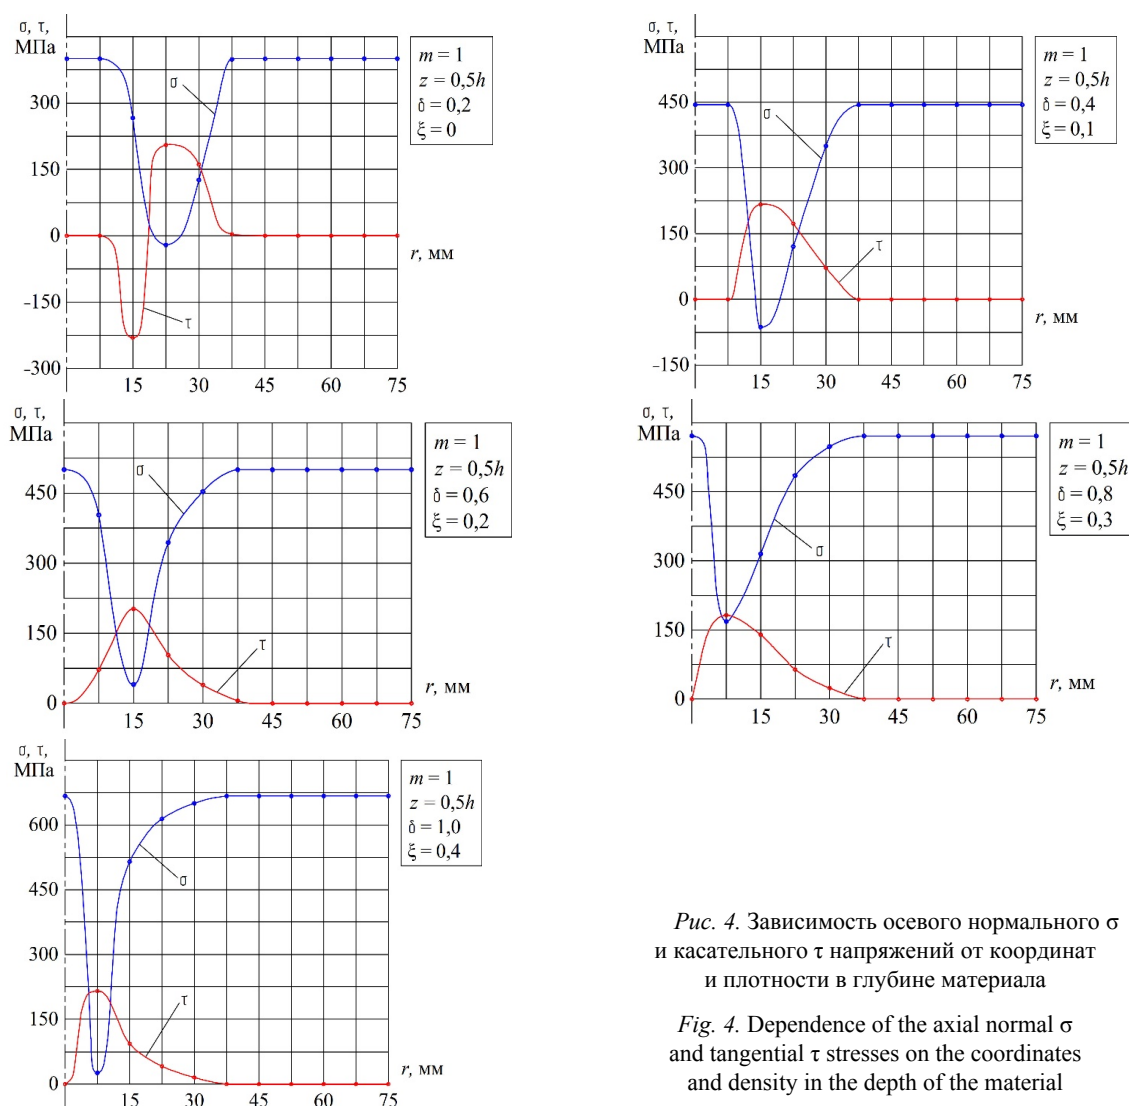 σ, τ,
МПа
300
150
0
-150
-300
15 30 45 60 75
r, мм
σ
τ
m = 1
z = 0,5h
δ = 0,2
ξ = 0
σ, τ,
МПа
450
300
150
0
-150
15 30 45 60 75
r, мм
σ
τ
m = 1
z = 0,5h
δ = 0,4
ξ = 0,1
σ, τ,
МПа
450
300
150
0
15 30 45 60 75
r, мм
σ
τ
m = 1
z = 0,5h
δ = 0,6
ξ = 0,2
σ, τ,
МПа
450
300
150
0
15 30 45 60 75
r, мм
σ
τ
m = 1
z = 0,5h
δ = 0,8
ξ = 0,3
σ, τ,
МПа
600
450
300
150
0
15 30 45 60 75
r, мм
σ
τ
m = 1
z = 0,5h
δ = 1,0
ξ = 0,4
Рис. 4. Зависимость осевого нормального σ
и касательного τ напряжений от координат
и плотности в глубине материала
Fig. 4. Dependence of the axial normal σ
and tangential τ stresses on the coordinates
and density in the depth of the material